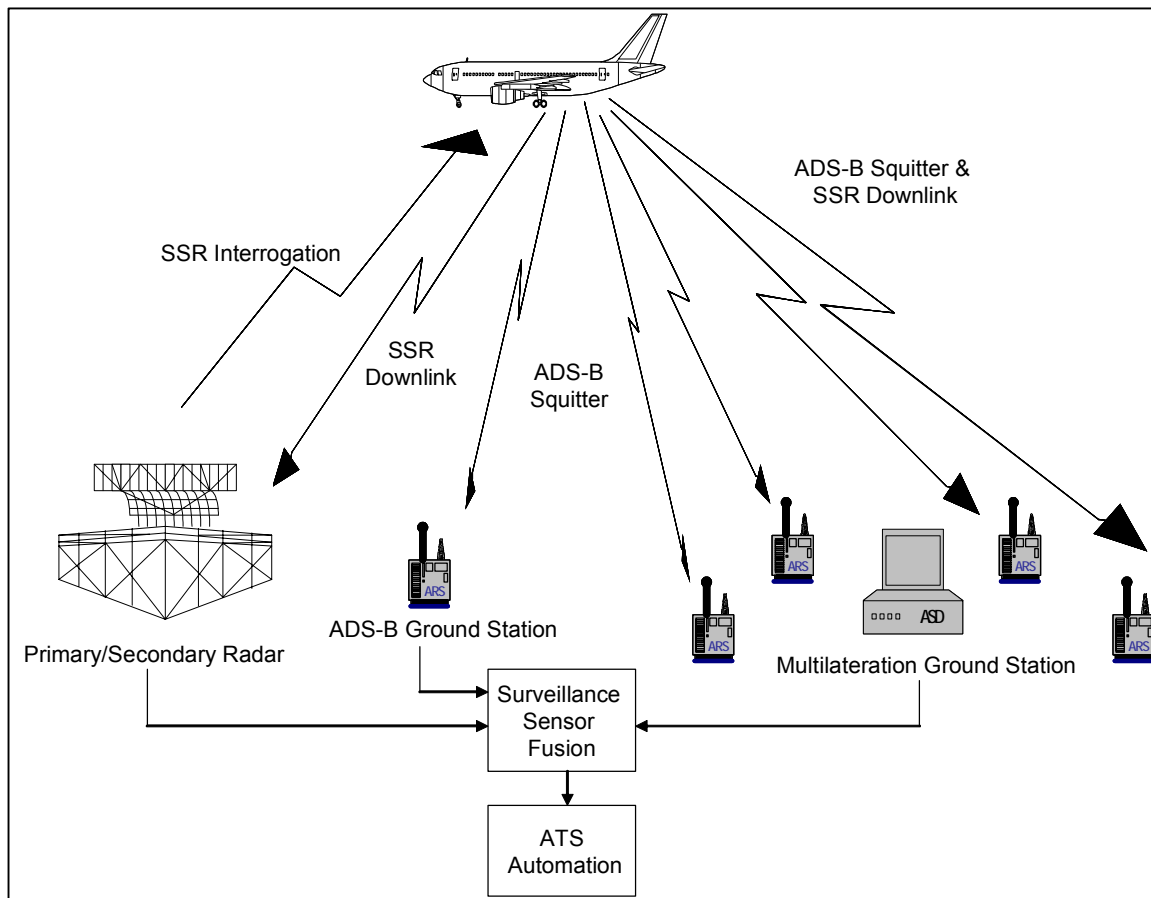 ADS-B Squitter &
SSR Downlink
SSR Interrogation
SSR
Downlink
ADS-B
Squitter
ARS
ARS
ARS
ARS
ARS
ASD
ADS-B Ground Station
Primary/Secondary Radar
Multilateration Ground Station
Surveillance
Sensor
Fusion
ATS
Automation